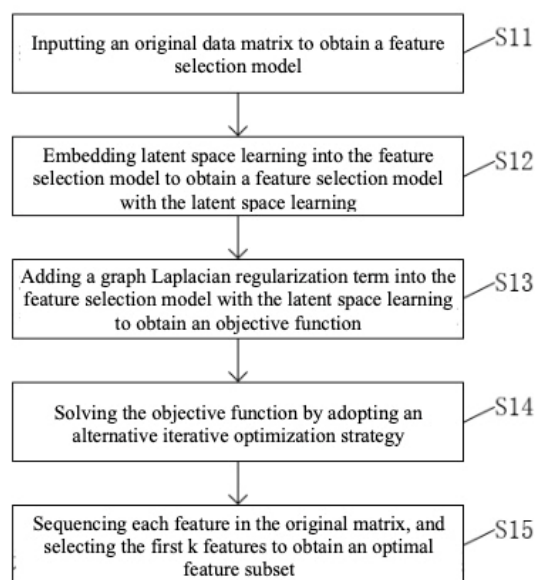 Inputting an original data matrix to obtain a feature
selection model
S11
Embedding latent space learning into the feature
selection model to obtain a feature selection model
with the latent space learning
S12
Adding a graph Laplacian regularization term into the
feature selection model with the latent space learning
to obtain an objective function
S13
Solving the objective function by adopting an
alternative iterative optimization strategy
S14
Sequencing each feature in the original matrix, and
selecting the first k features to obtain an optimal
feature subset
S15